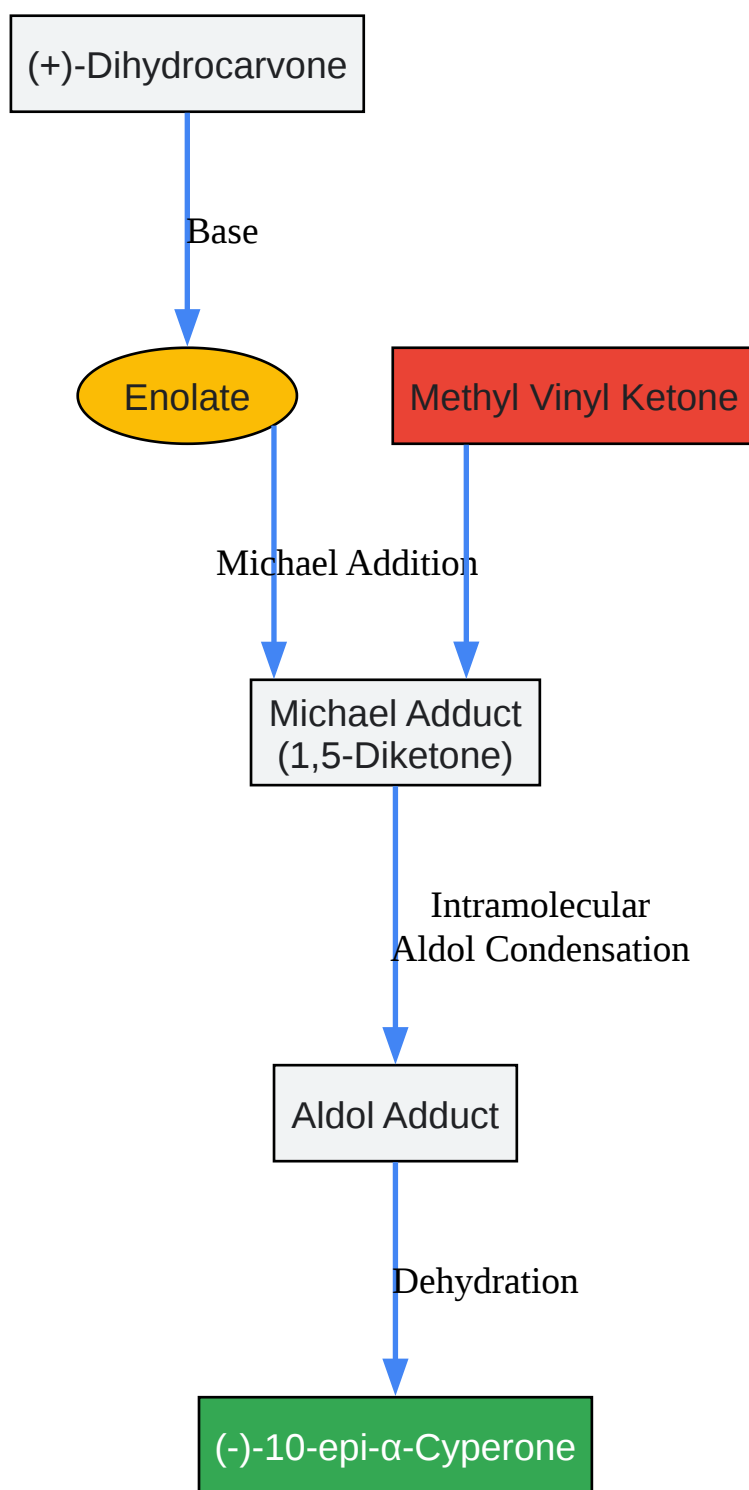 (+)-Dihydrocarvone
Base
Enolate
Methyl Vinyl Ketone
Michael Addition
Michael Adduct
(1,5-Diketone)
Intramolecular
Aldol Condensation
Aldol Adduct
Dehydration
(-)-10-epi-α-Cyperone